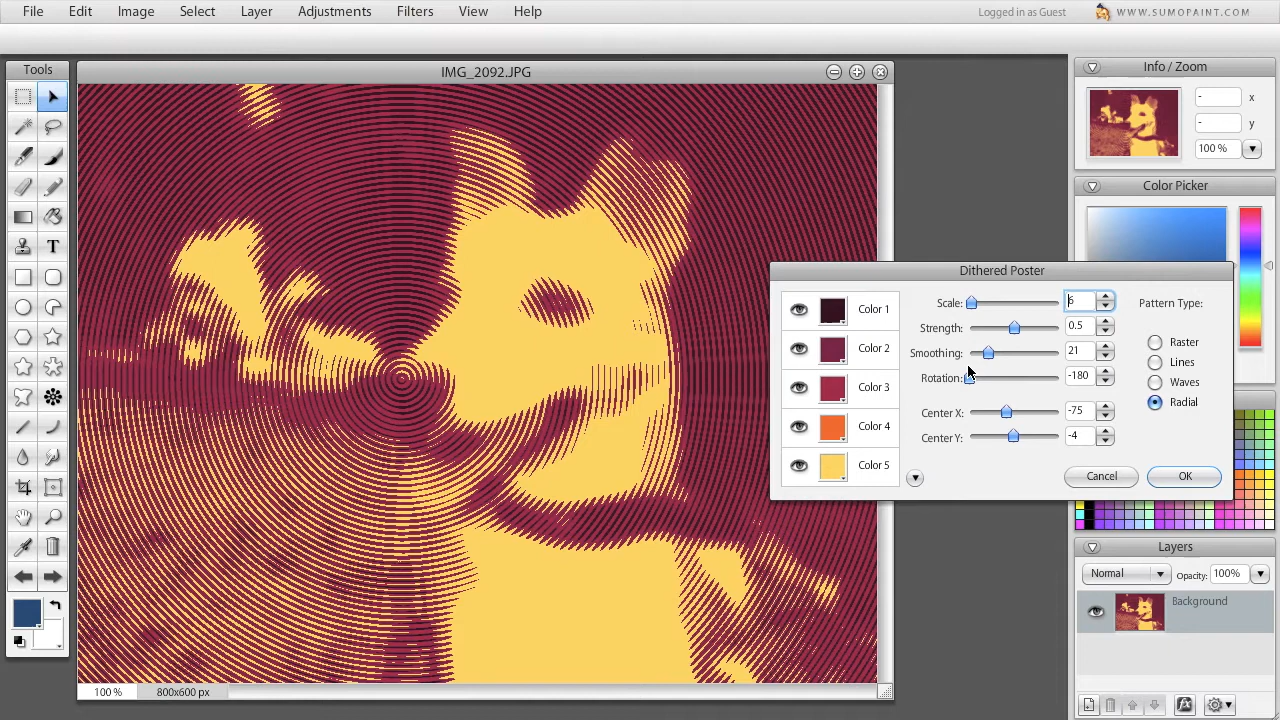 File Edit Image Select Layer Adjustments Filters View Help Logged in as Guest WWW.SUMOPAINT.COM
Tools
IMG_2092.JPG
T
100 % 800x600 px
Info / Zoom
- x
- y
100 %
Color Picker
Dithered Poster
Color 1
Color 2
Color 3
Color 4
Color 5
Scale: 6
Strength: 0.5
Smoothing: 21
Rotation: -180
Center X: -75
Center Y: -4
Pattern Type:
Raster
Lines
Waves
Radial
Cancel OK
Layers
Normal Opacity: 100%
Background